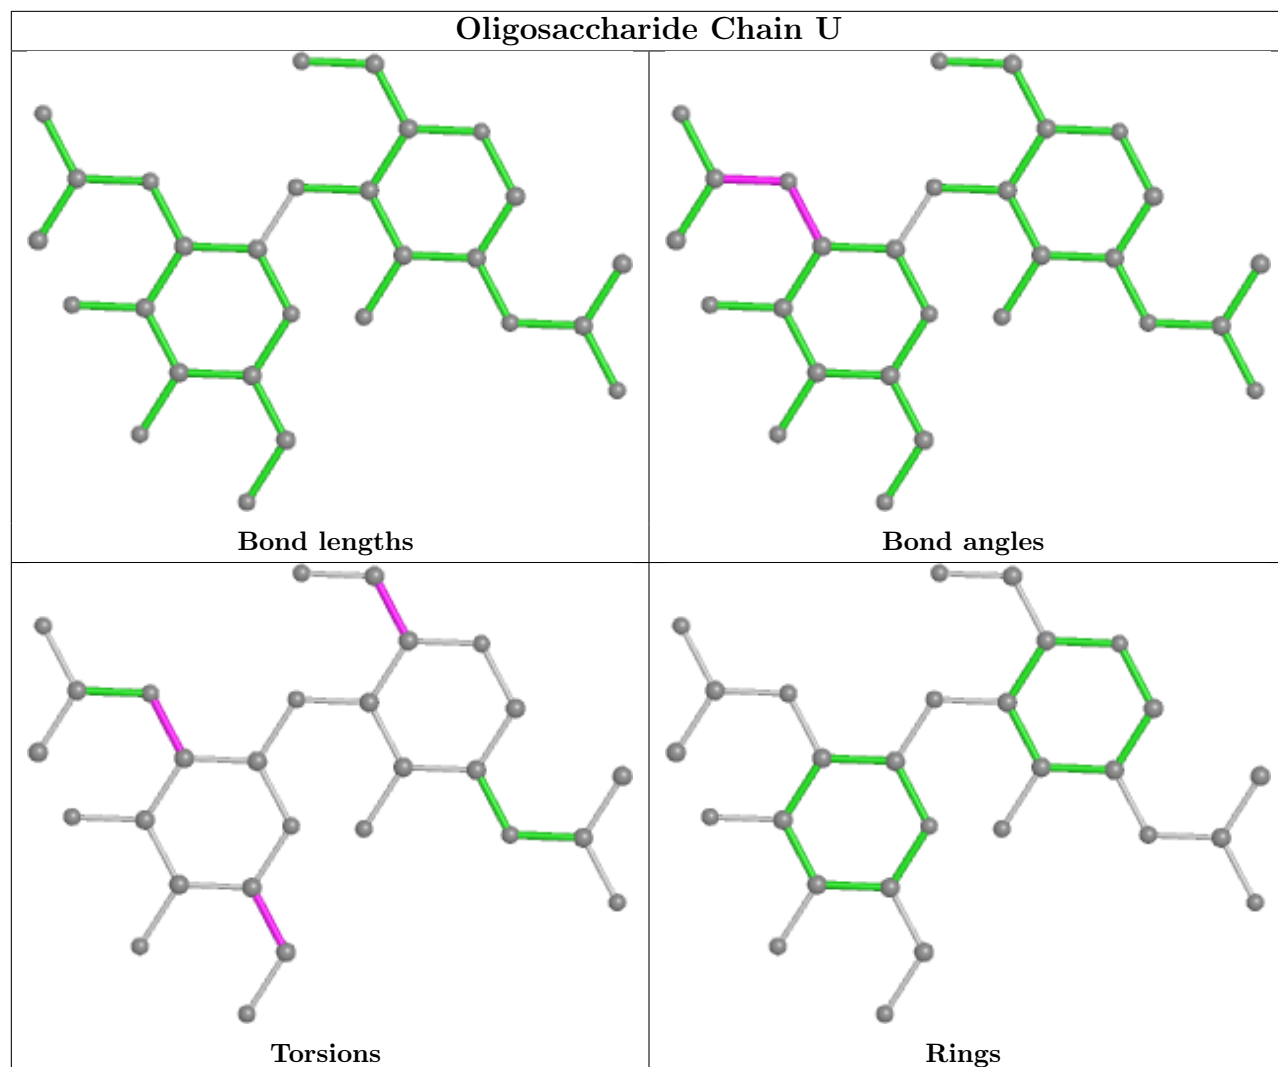 Oligosaccharide Chain U
Bond lengths
Bond angles
Torsions
Rings